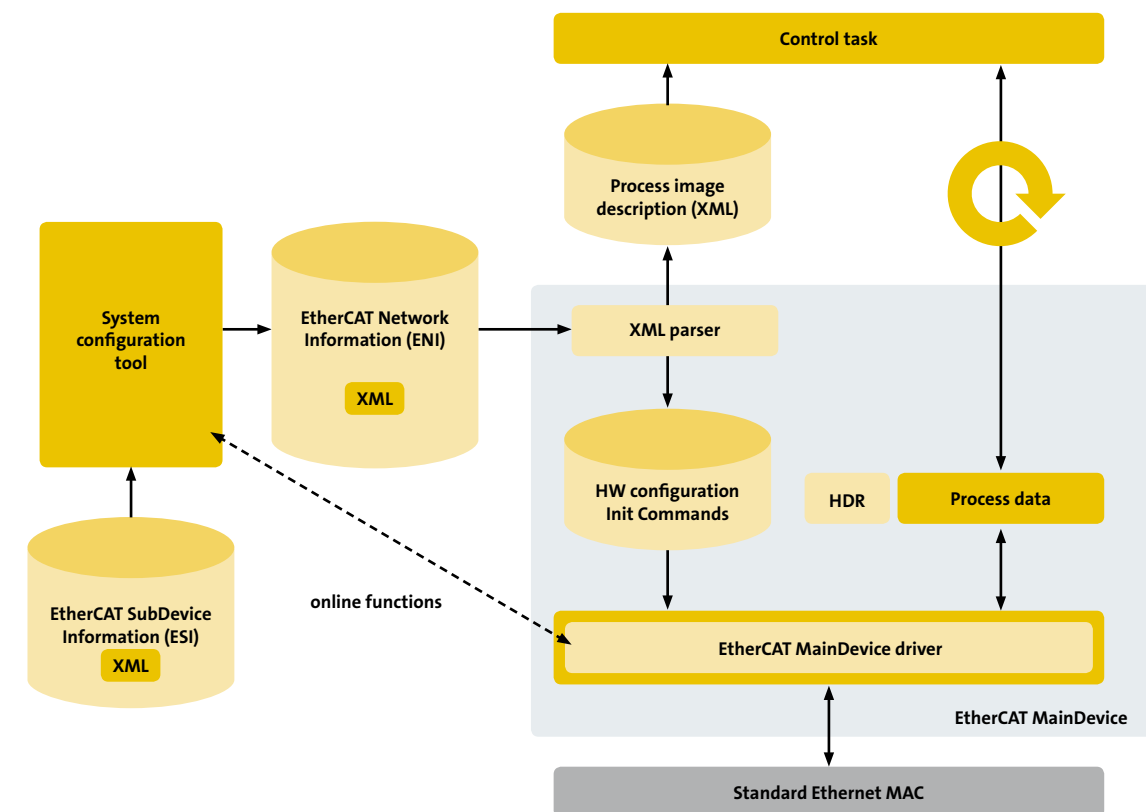 Control task
Process image
description (XML)
System
configuration
tool
EtherCAT Network
Information (ENI)
XML
XML parser
HW configuration
Init Commands
HDR
Process data
EtherCAT SubDevice
Information (ESI)
XML
online functions
EtherCAT MainDevice driver
EtherCAT MainDevice
Standard Ethernet MAC